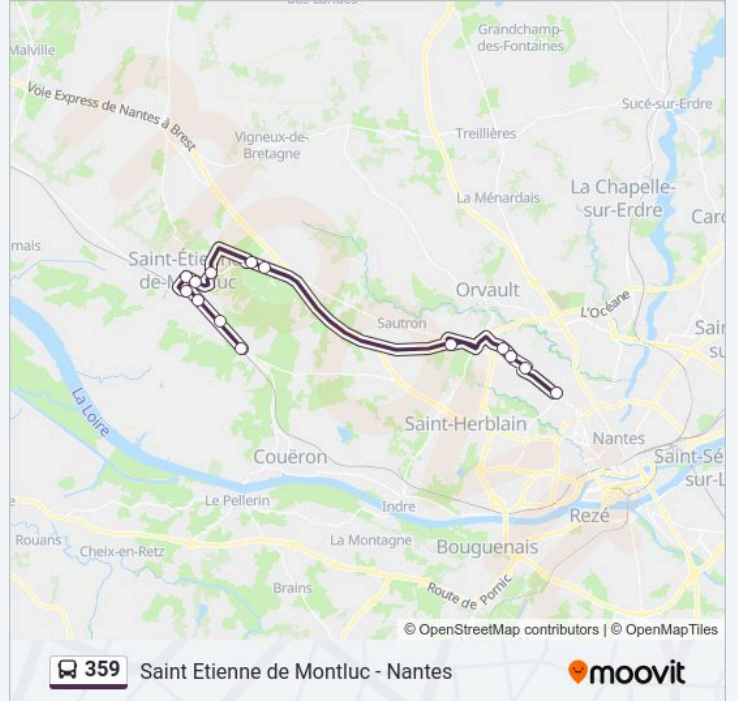 Grandchamp-
des-Fontaines
Malville
Voie Express de Nantes à Brest
Sucé-sur-Erdre
Vigneux-de-
Bretagne
Treillières
La Ménardais
La Chapelle-
sur-Erdre
Saint-Étienne
de-Montluc
Orvault
L'Océane
Sautron
La Loire
Saint-Herblain
Nantes
Couëron
Saint-Sé
sur-L
Le Pellerin
Indre
Rezé
Rouans
Cheix-en-Retz
La Montagne
Bouguenais
Brains
Route de Pornic
© OpenStreetMap contributors | © OpenMapTiles
359 Saint Etienne de Montluc - Nantes
moovit